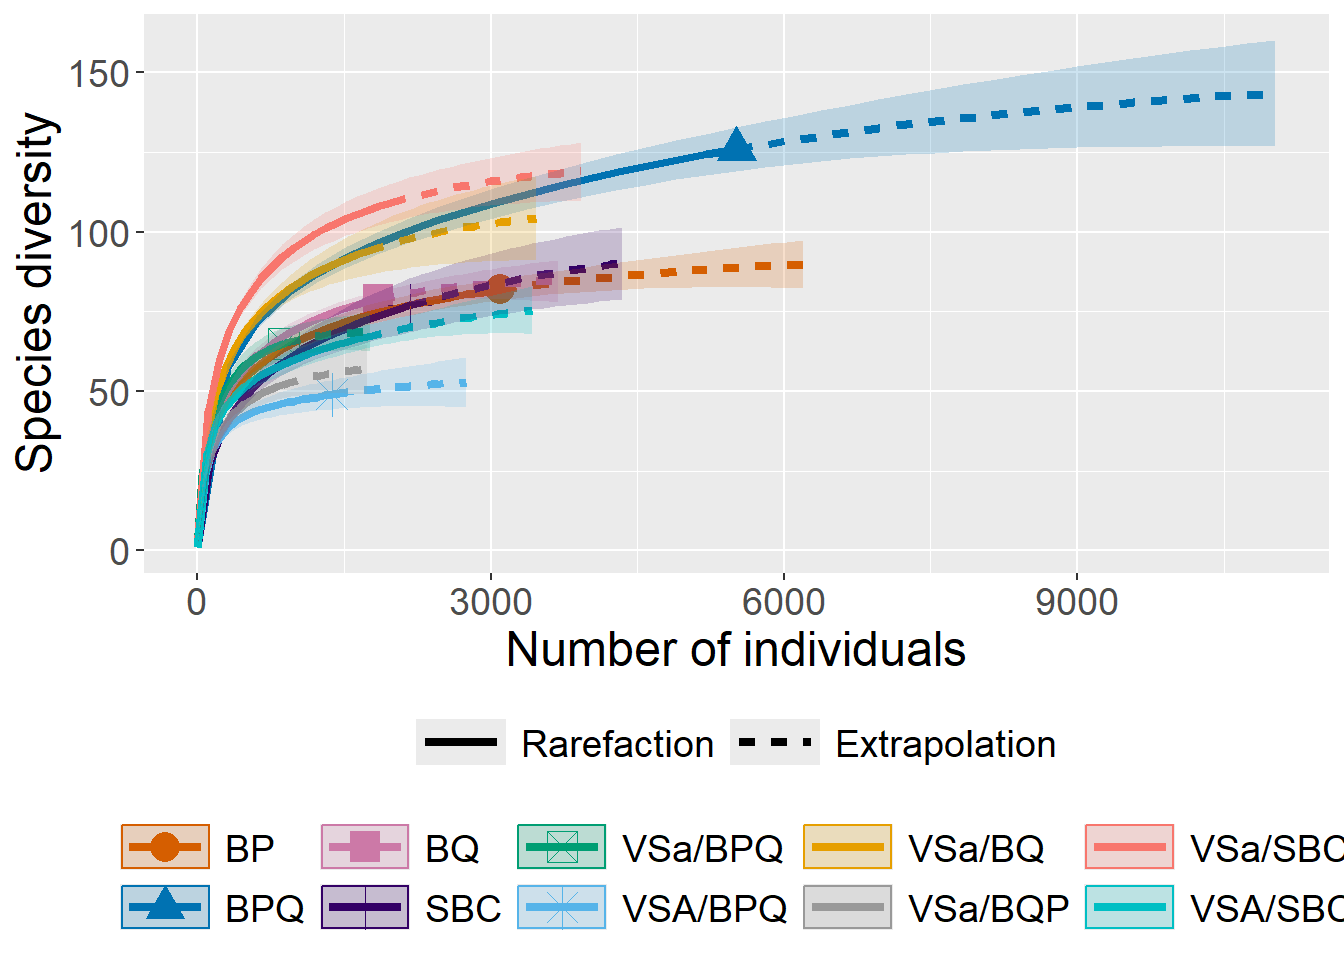 150
100
50
0
Species diversity
0 3000 6000 9000
Number of individuals
Rarefaction Extrapolation
BP BQ VSa/BPQ VSa/BQ VSa/SBC
BPQ SBC VSA/BPQ VSa/BQP VSA/SBC